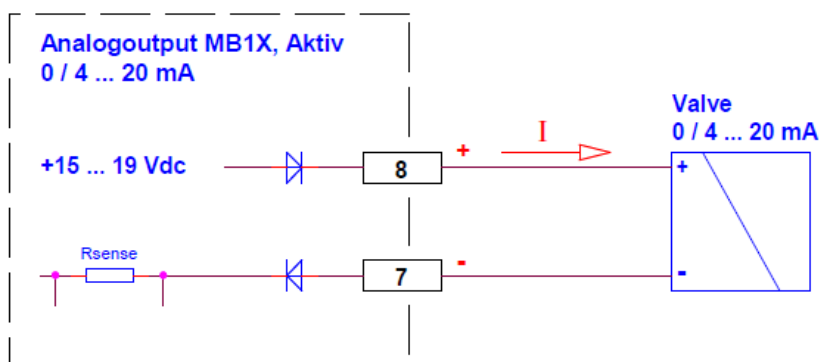 Analogoutput MB1X, Aktiv
0 / 4 ... 20 mA
Valve
0 / 4 ... 20 mA
+15 ... 19 Vdc
8
+
I
+
Rsense
7
-
-